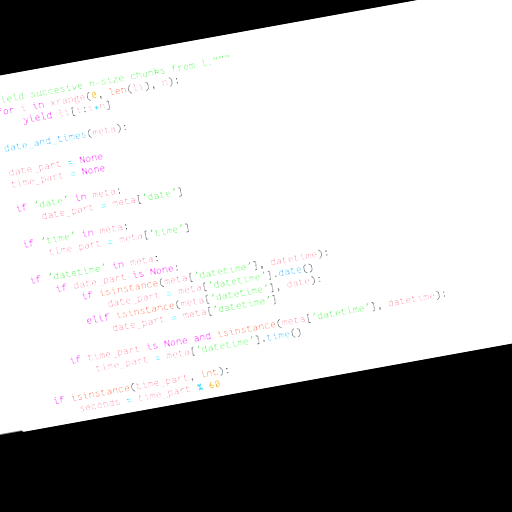 ield succesive n-size chunks from l."""
for i in xrange(0, len(l), n):
yield l[i:i+n]
date_and_times(meta):
date_part = None
time_part = None
if 'date' in meta:
date_part = meta['date']
if 'time' in meta:
time_part = meta['time']
if 'datetime' in meta:
if date_part is None:
if isinstance(meta['datetime'], datetime):
date_part = meta['datetime'].date()
elif isinstance(meta['datetime'], date):
date_part = meta['datetime']
if time_part is None and isinstance(meta['datetime'], datetime):
time_part = meta['datetime'].time()
if isinstance(time_part, int):
seconds = time_part % 60